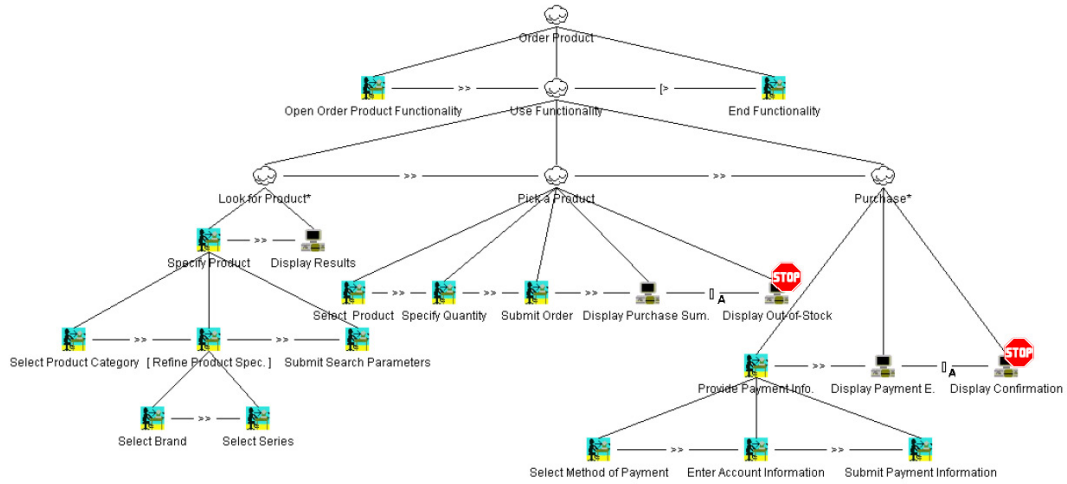 Order Product
>> [>
Open Order Product Functionality Use Functionality End Functionality
>> >>
Look for Product* Pick a Product Purchase*
>>
Specify Product Display Results
STOP
>> >> >> [] A
Select Product Specify Quantity Submit Order Display Purchase Sum. Display Out-of-Stock
>> >>
Select Product Category [ Refine Product Spec. ] Submit Search Parameters
STOP
>> [] A
Provide Payment Info. Display Payment E. Display Confirmation
>>
Select Brand Select Series
>> >>
Select Method of Payment Enter Account Information Submit Payment Information